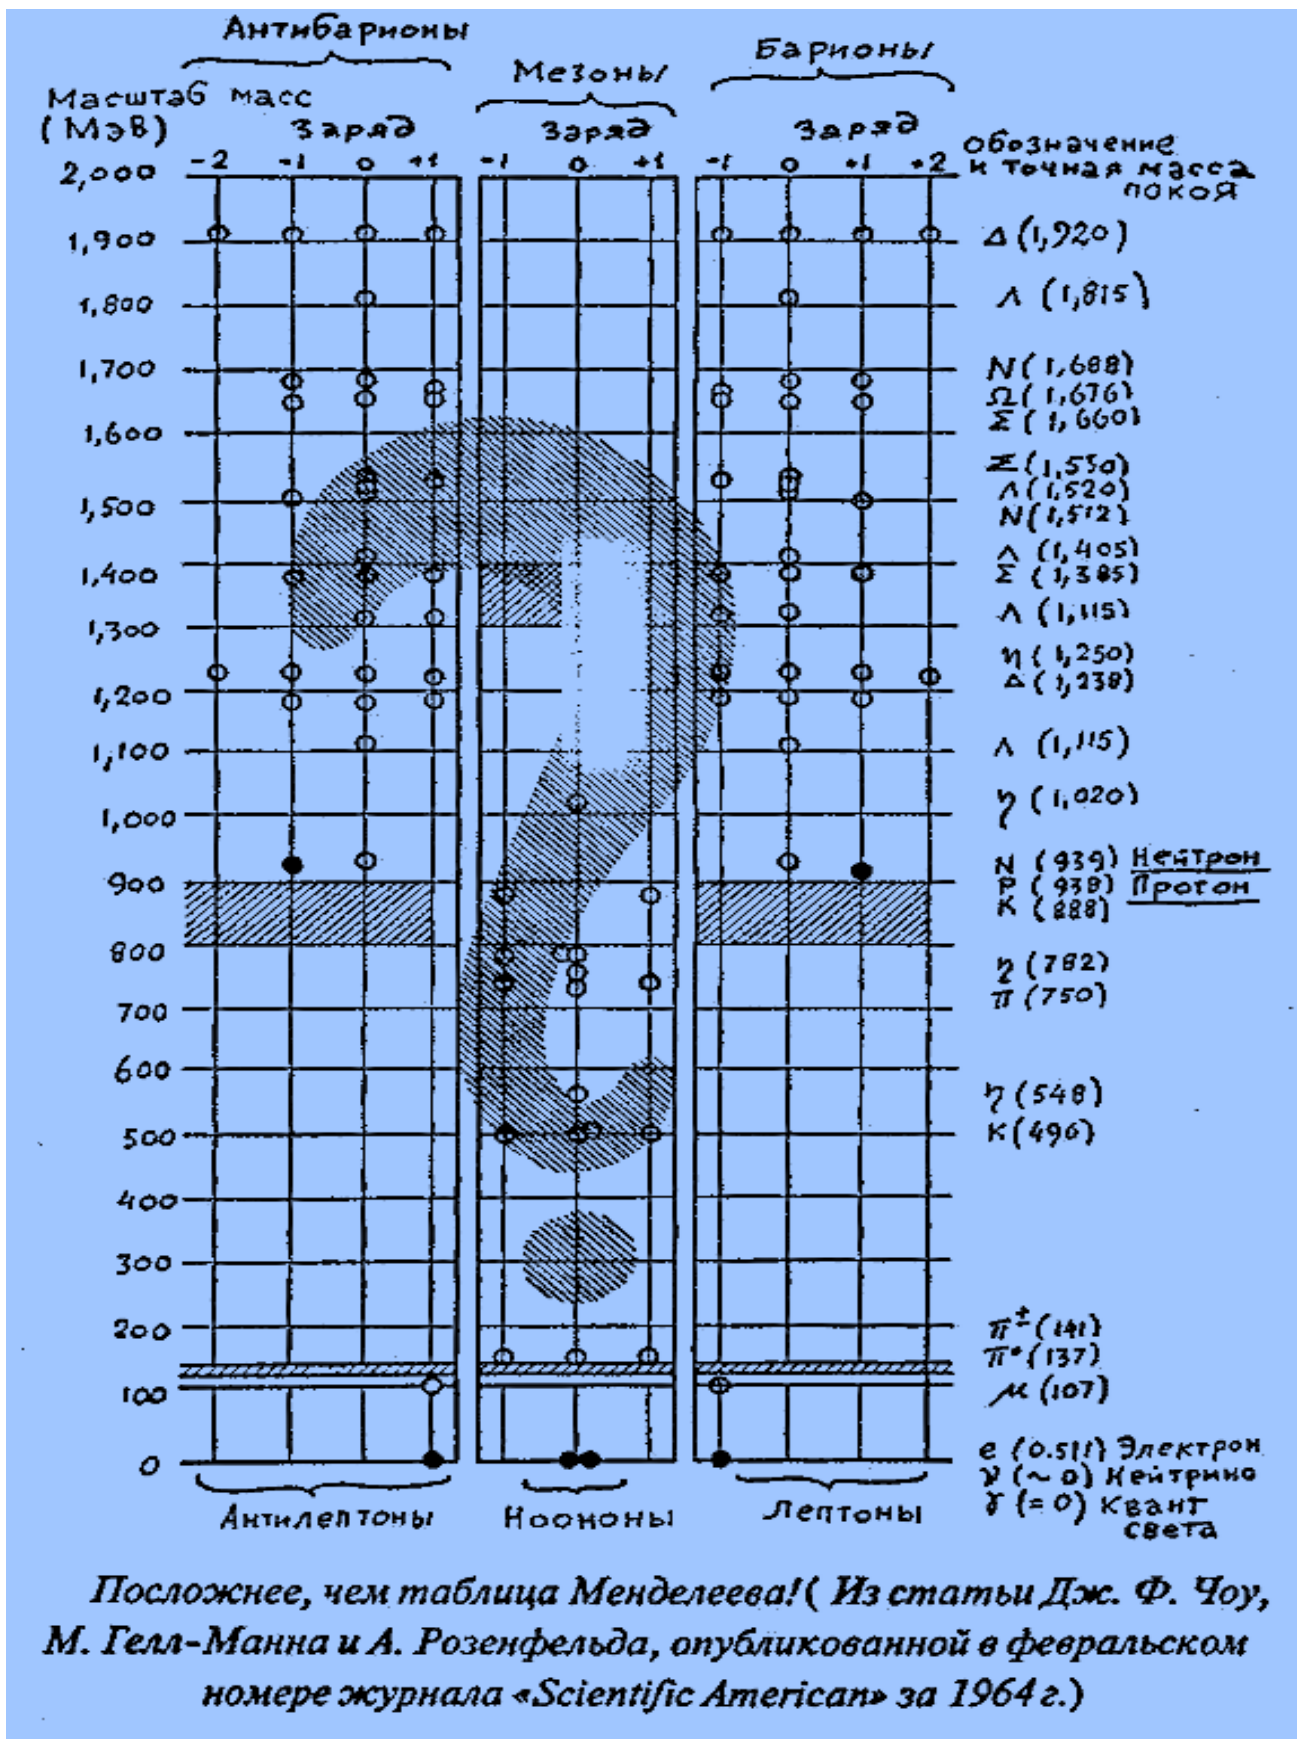 Антибарионы
Мезоны
Барионы
Масштаб масс
(МэВ)
Заряд
Заряд
Заряд
обозначение
и точная масса
покоя
-2 -1 0 +1
-1 0 +1
-1 0 +1 +2
2,000
1,900
1,800
1,700
1,600
1,500
1,400
1,300
1,200
1,100
1,000
900
800
700
600
500
400
300
200
100
0
Δ (1,920)
Λ (1,815)
N (1,688)
Ω (1,676)
Σ (1,660)
Ξ (1,530)
Λ (1,520)
N (1,512)
Λ (1,405)
Σ (1,385)
Λ (1,115)
η (1,250)
Δ (1,238)
Λ (1,115)
η (1,020)
N (939) Нейтрон
P (938) Протон
K (888)
η (782)
π (750)
η (548)
K (496)
π± (141)
π° (137)
μ (107)
e (0.511) Электрон
ν (~0) Нейтрино
γ (=0) Квант
света
Антилептоны
Ноононы
Лептоны
Посложнее, чем таблица Менделеева! ( Из статьи Дж. Ф. Чоу,
М. Гелл-Манна и А. Розенфельда, опубликованной в февральском
номере журнала «Scientific American» за 1964 г.)